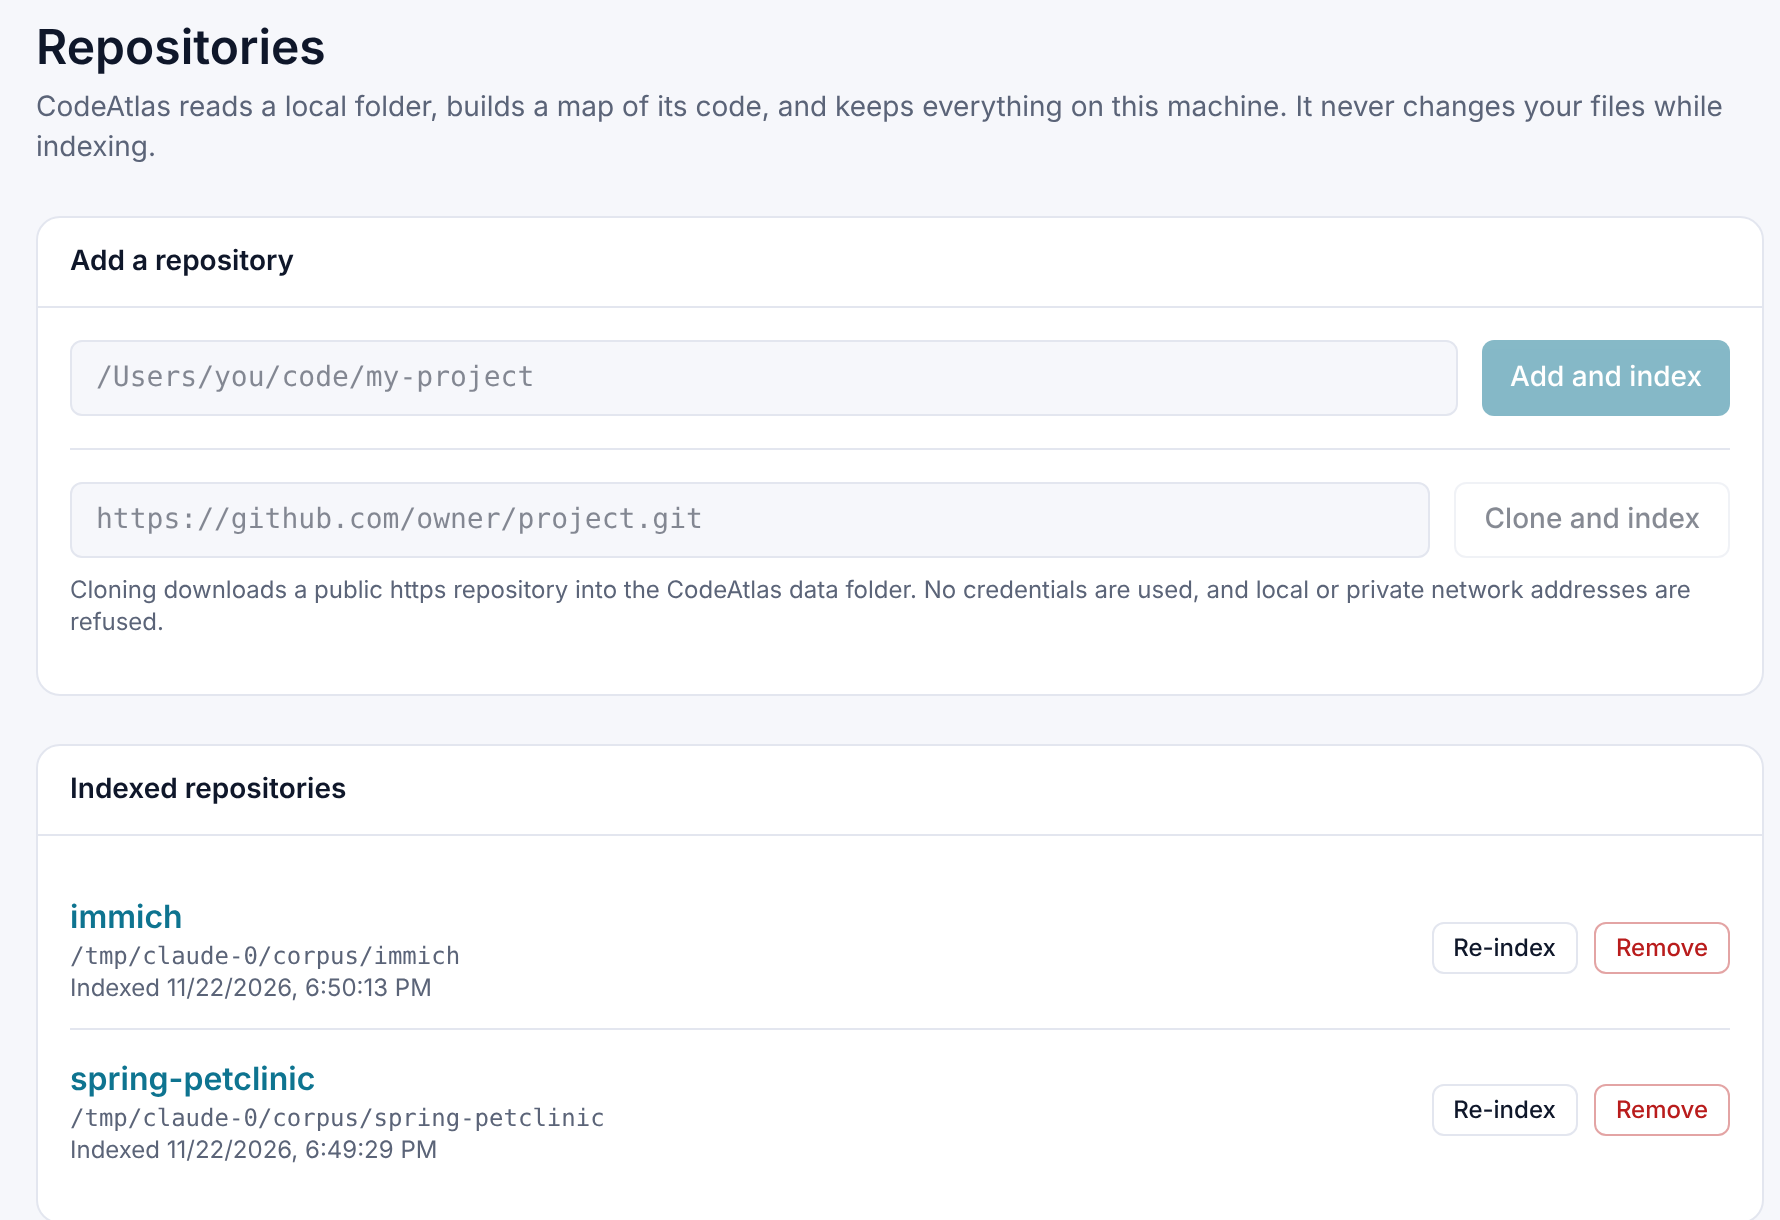 Repositories
CodeAtlas reads a local folder, builds a map of its code, and keeps everything on this machine. It never changes your files while
indexing.
Add a repository
/Users/you/code/my-project
Add and index
https://github.com/owner/project.git
Clone and index
Cloning downloads a public https repository into the CodeAtlas data folder. No credentials are used, and local or private network addresses are
refused.
Indexed repositories
immich
/tmp/claude-0/corpus/immich
Indexed 11/22/2026, 6:50:13 PM
Re-index
Remove
spring-petclinic
/tmp/claude-0/corpus/spring-petclinic
Indexed 11/22/2026, 6:49:29 PM
Re-index
Remove